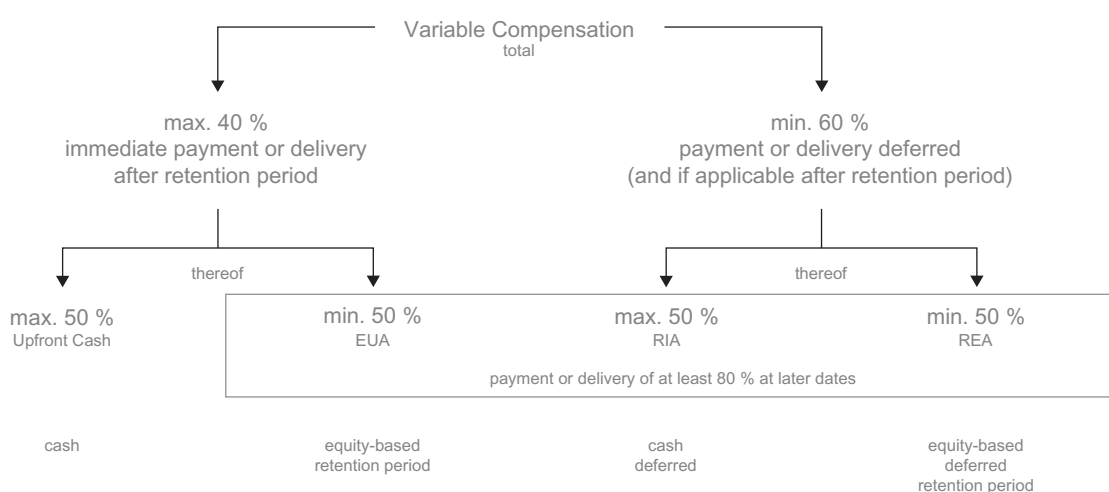 Variable Compensation
total
max. 40 %
immediate payment or delivery
after retention period
min. 60 %
payment or delivery deferred
(and if applicable after retention period)
thereof
thereof
max. 50 %
Upfront Cash
min. 50 %
EUA
max. 50 %
RIA
min. 50 %
REA
payment or delivery of at least 80 % at later dates
cash
equity-based
retention period
cash
deferred
equity-based
deferred
retention period